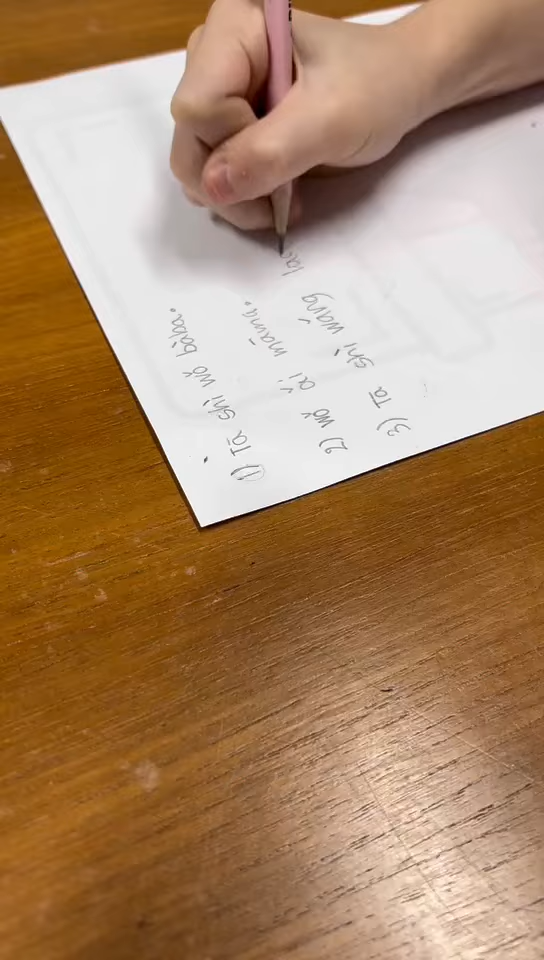 1) Tā shì wǒ bàba.
2) wǒ ài māma.
3) Tā shì wáng lao